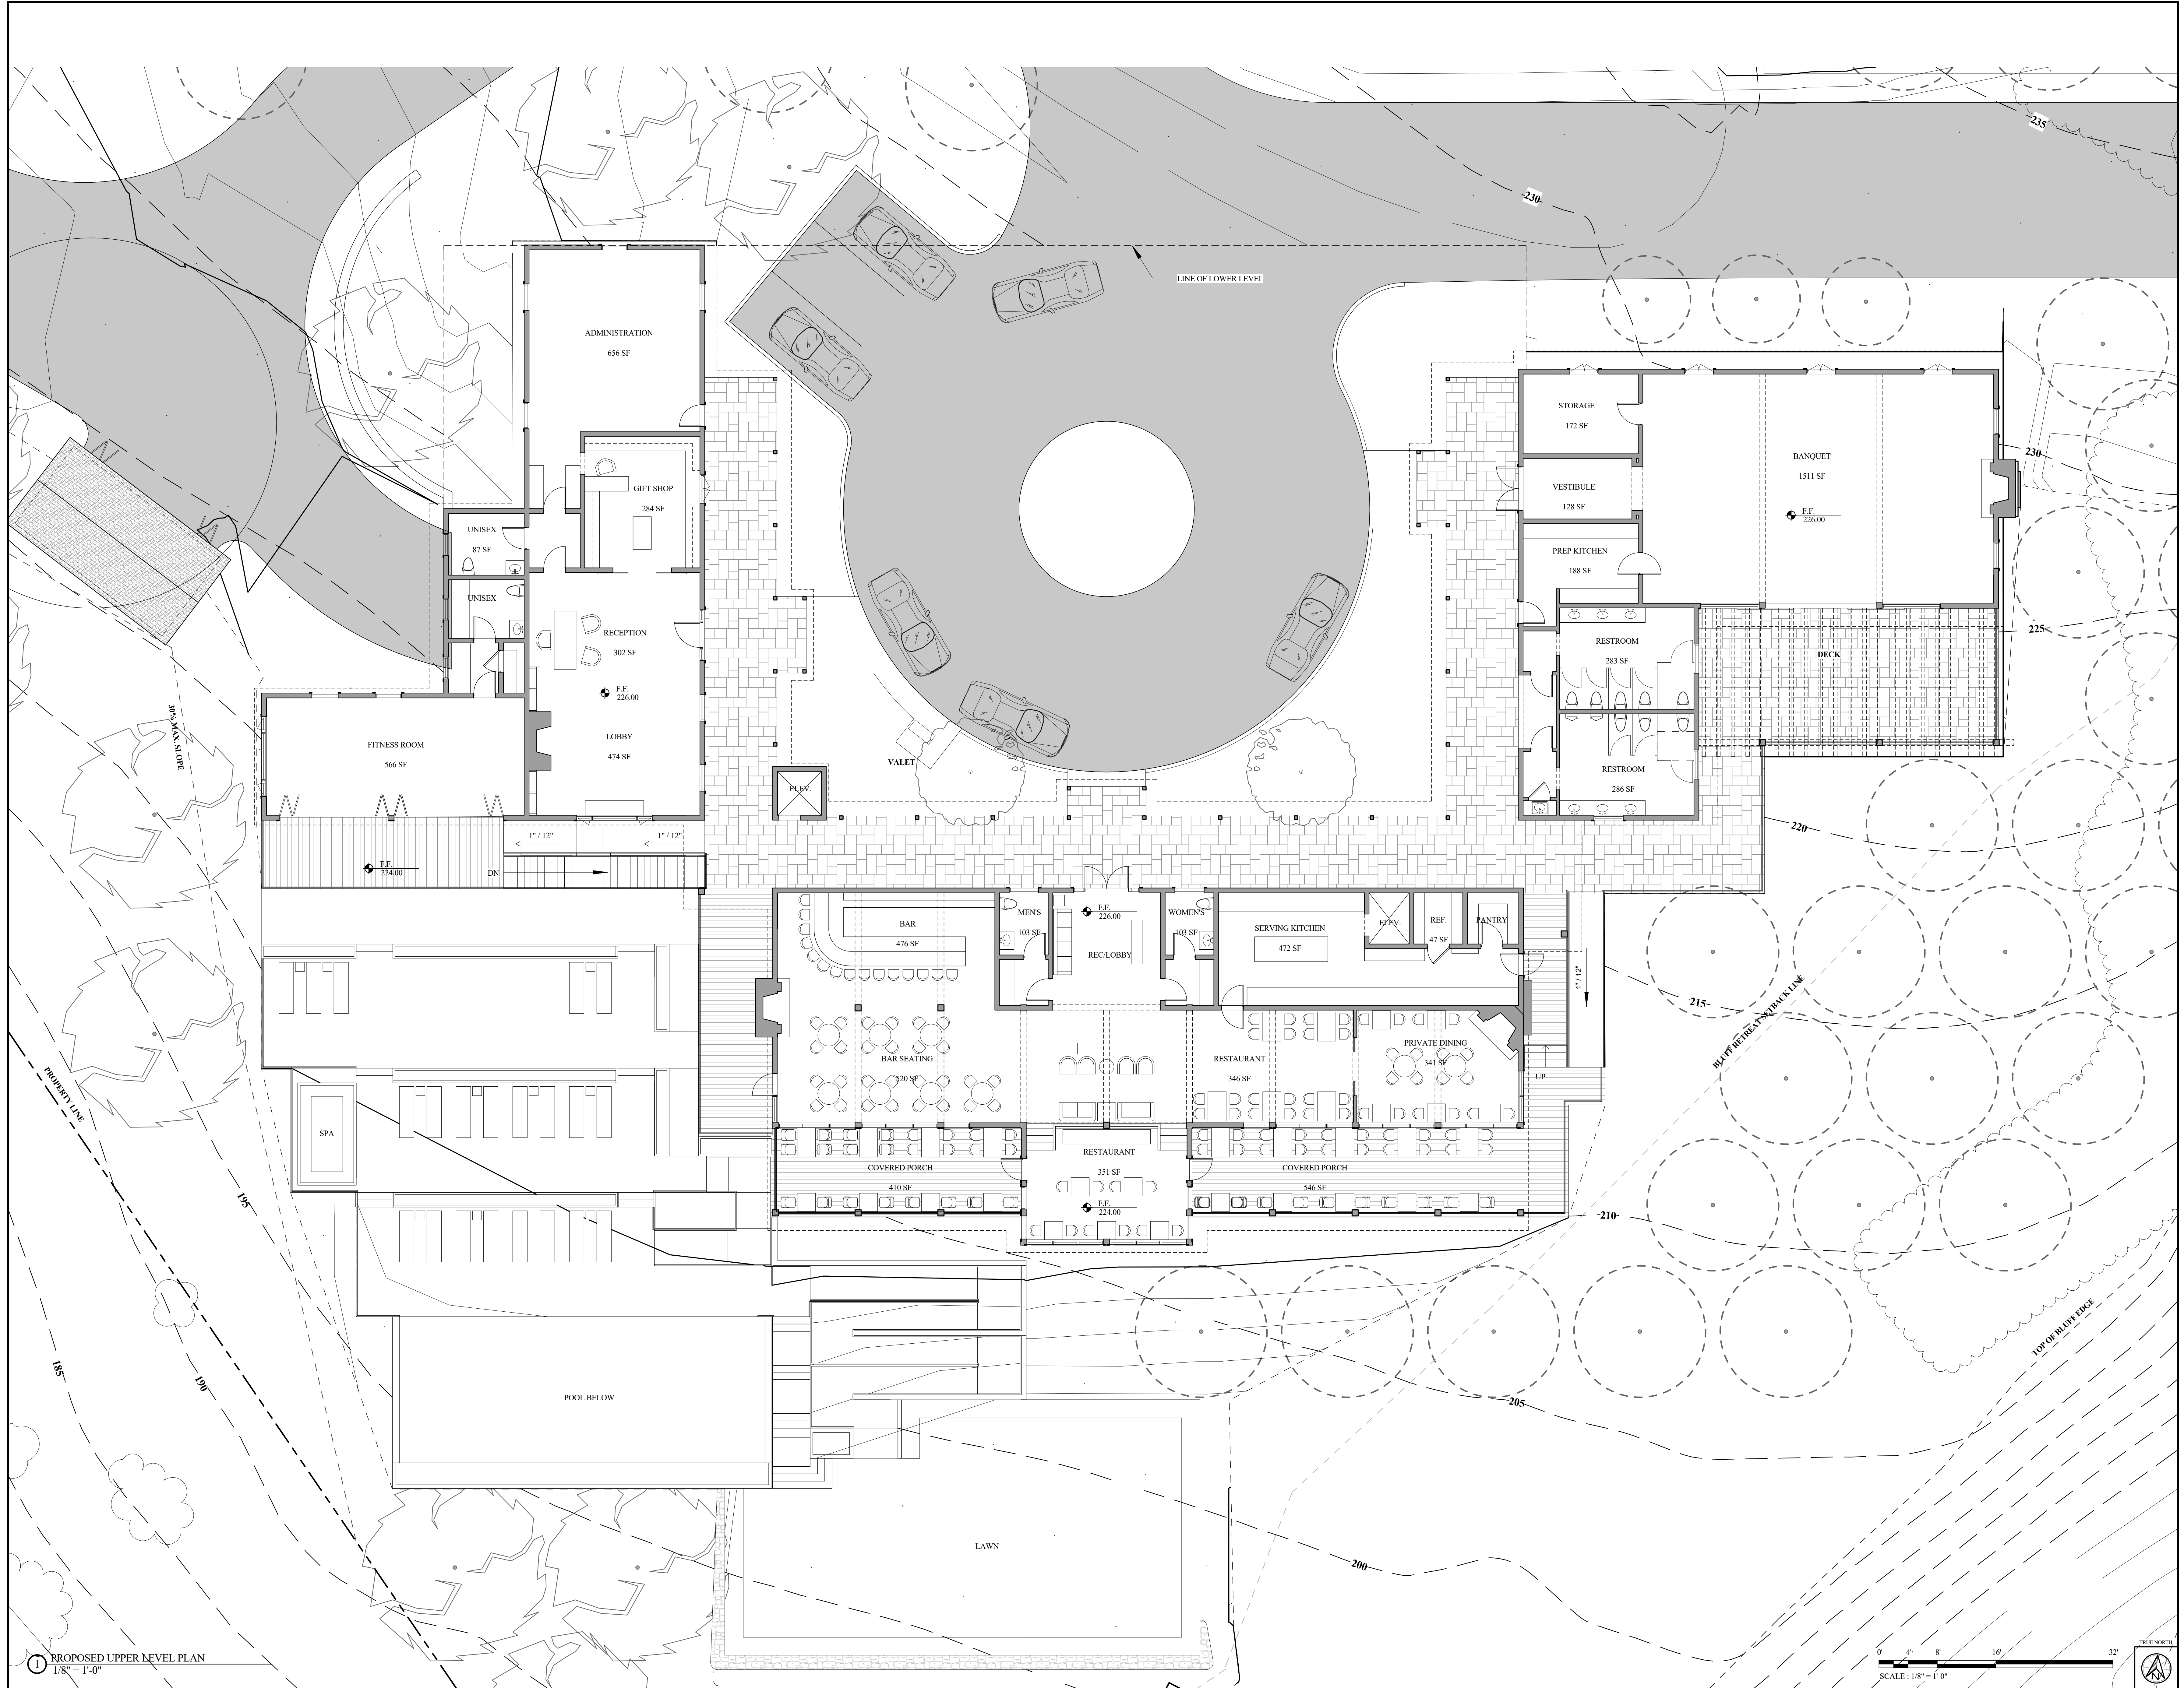 235
230
LINE OF LOWER LEVEL
ADMINISTRATION
656 SF
STORAGE
172 SF
BANQUET
1511 SF
230
GIFT SHOP
284 SF
VESTIBULE
128 SF
F.F.
226.00
UNISEX
87 SF
PREP KITCHEN
188 SF
UNISEX
RECEPTION
302 SF
RESTROOM
283 SF
DECK
225
F.F.
226.00
30% MAX. SLOPE
FITNESS ROOM
566 SF
LOBBY
474 SF
VALET
RESTROOM
286 SF
ELEV.
220
1" / 12"
1" / 12"
F.F.
224.00
DN
BAR
476 SF
MEN'S
103 SF
F.F.
226.00
REC/LOBBY
WOMEN'S
103 SF
SERVING KITCHEN
472 SF
ELEV.
REF.
47 SF
PANTRY
1" / 12"
215
BLUFF RETREAT SETBACK LINE
BAR SEATING
520 SF
RESTAURANT
346 SF
PRIVATE DINING
341 SF
UP
PROPERTY LINE
SPA
COVERED PORCH
410 SF
RESTAURANT
351 SF
F.F.
224.00
COVERED PORCH
546 SF
195
210
TOP OF BLUFF EDGE
185
190
POOL BELOW
205
LAWN
200
1
PROPOSED UPPER LEVEL PLAN
1/8" = 1'-0"
0' 4' 8' 16' 32'
SCALE : 1/8" = 1'-0"
TRUE NORTH
N